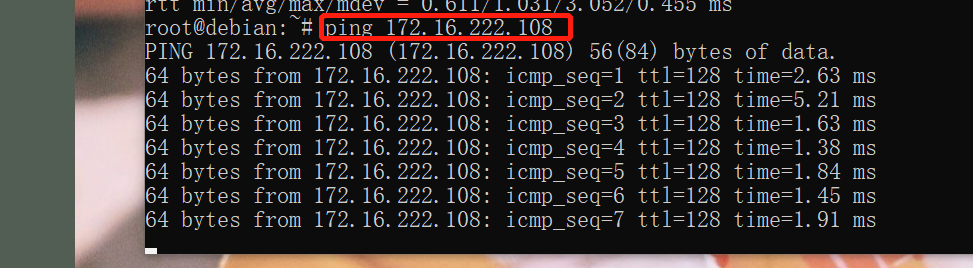 rtt min/avg/max/mdev = 0.611/1.031/3.052/0.455 ms
root@debian:~# ping 172.16.222.108
PING 172.16.222.108 (172.16.222.108) 56(84) bytes of data.
64 bytes from 172.16.222.108: icmp_seq=1 ttl=128 time=2.63 ms
64 bytes from 172.16.222.108: icmp_seq=2 ttl=128 time=5.21 ms
64 bytes from 172.16.222.108: icmp_seq=3 ttl=128 time=1.63 ms
64 bytes from 172.16.222.108: icmp_seq=4 ttl=128 time=1.38 ms
64 bytes from 172.16.222.108: icmp_seq=5 ttl=128 time=1.84 ms
64 bytes from 172.16.222.108: icmp_seq=6 ttl=128 time=1.45 ms
64 bytes from 172.16.222.108: icmp_seq=7 ttl=128 time=1.91 ms